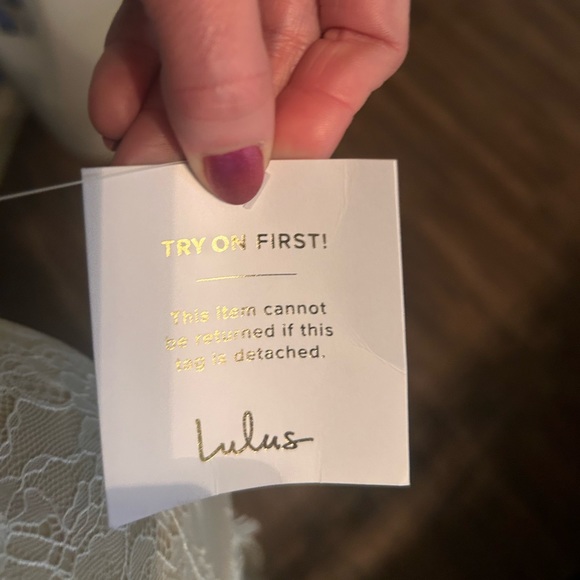 TRY ON FIRST!
This item cannot
be returned if this
tag is detached.
Lulus